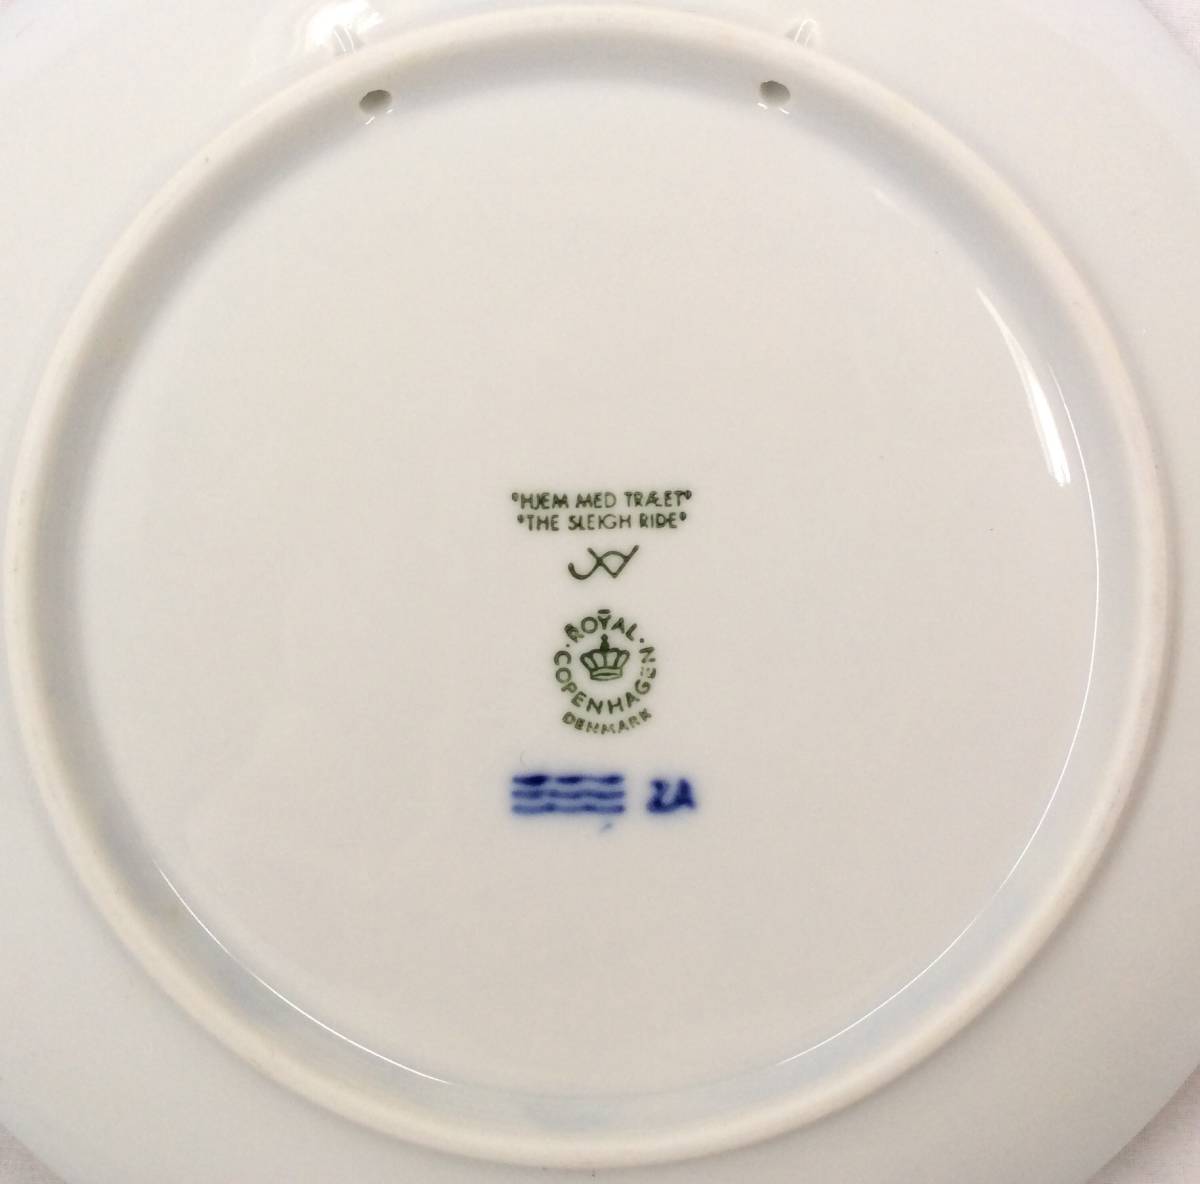 "HJEM MED TRÆET"
"THE SLEIGH RIDE"
ROYAL · COPENHAGEN ·
DENMARK
2A